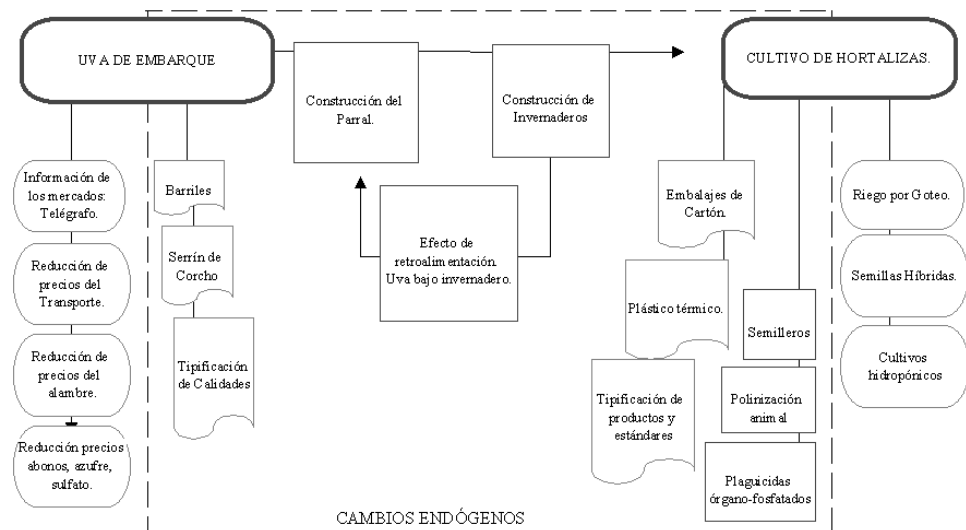 UVA DE EMBARQUE
CULTIVO DE HORTALIZAS.
Construcción del
Parral.
Construcción de
Invernaderos
Efecto de
retroalimentación.
Uva bajo invernadero.
Información de
los mercados:
Telégrafo.
Reducción de
precios del
Transporte.
Reducción de
precios del
alambre.
Reducción precios
abonos, azufre,
sulfato.
Barriles
Serrín de
Corcho
Tipificación
de Calidades
Embalajes de
Cartón.
Plástico térmico.
Tipificación de
productos y
estándares
Semilleros
Polinización
animal
Plaguicidas
órgano-fosfatados
Riego por Goteo.
Semillas Híbridas.
Cultivos
hidropónicos
CAMBIOS ENDÓGENOS